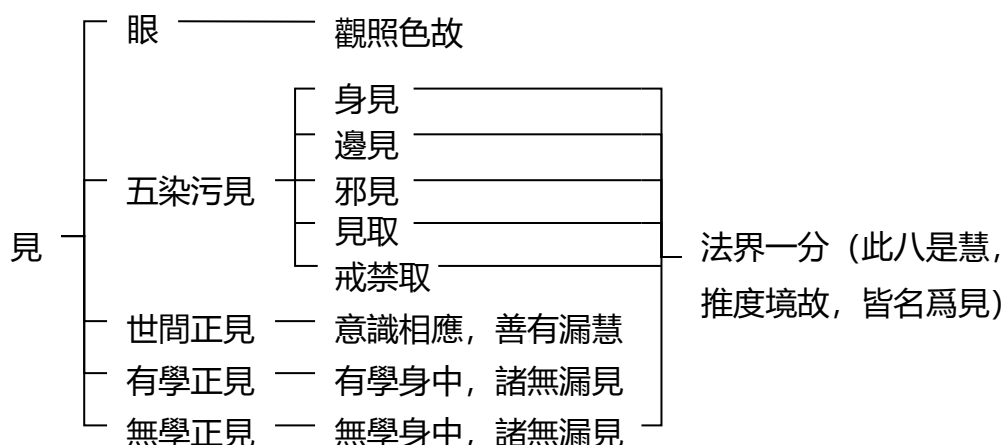 眼 觀照色故
身見
邊見
五染污見 邪見
見取
見 法界一分（此八是慧，
戒禁取
推度境故，皆名爲見）
世間正見 意識相應，善有漏慧
有學正見 有學身中，諸無漏見
無學正見 無學身中，諸無漏見